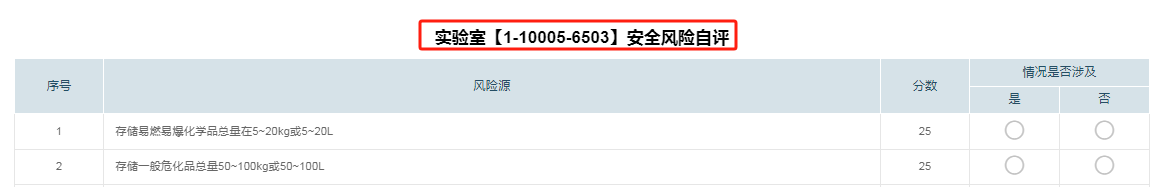 实验室【1-10005-6503】安全风险自评
序号 风险源 分数 情况是否涉及
是 否
1 存储易燃易爆化学品总量在5~20kg或5~20L 25
2 存储一般危化品总量50~100kg或50~100L 25